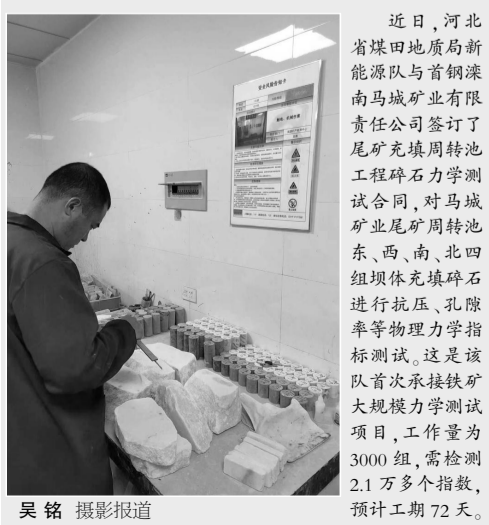 近日，河北
省煤田地质局新
能源队与首钢滦
南马城矿业有限
责任公司签订了
尾矿充填周转池
工程碎石力学测
试合同，对马城
矿业尾矿周转池
东、西、南、北四
组坝体充填碎石
进行抗压、孔隙
率等物理力学指
标测试。这是该
队首次承接铁矿
大规模力学测试
项目，工作量为
3000 组，需检测
2.1 万多个指数，
预计工期 72 天。
吴 铭 摄影报道